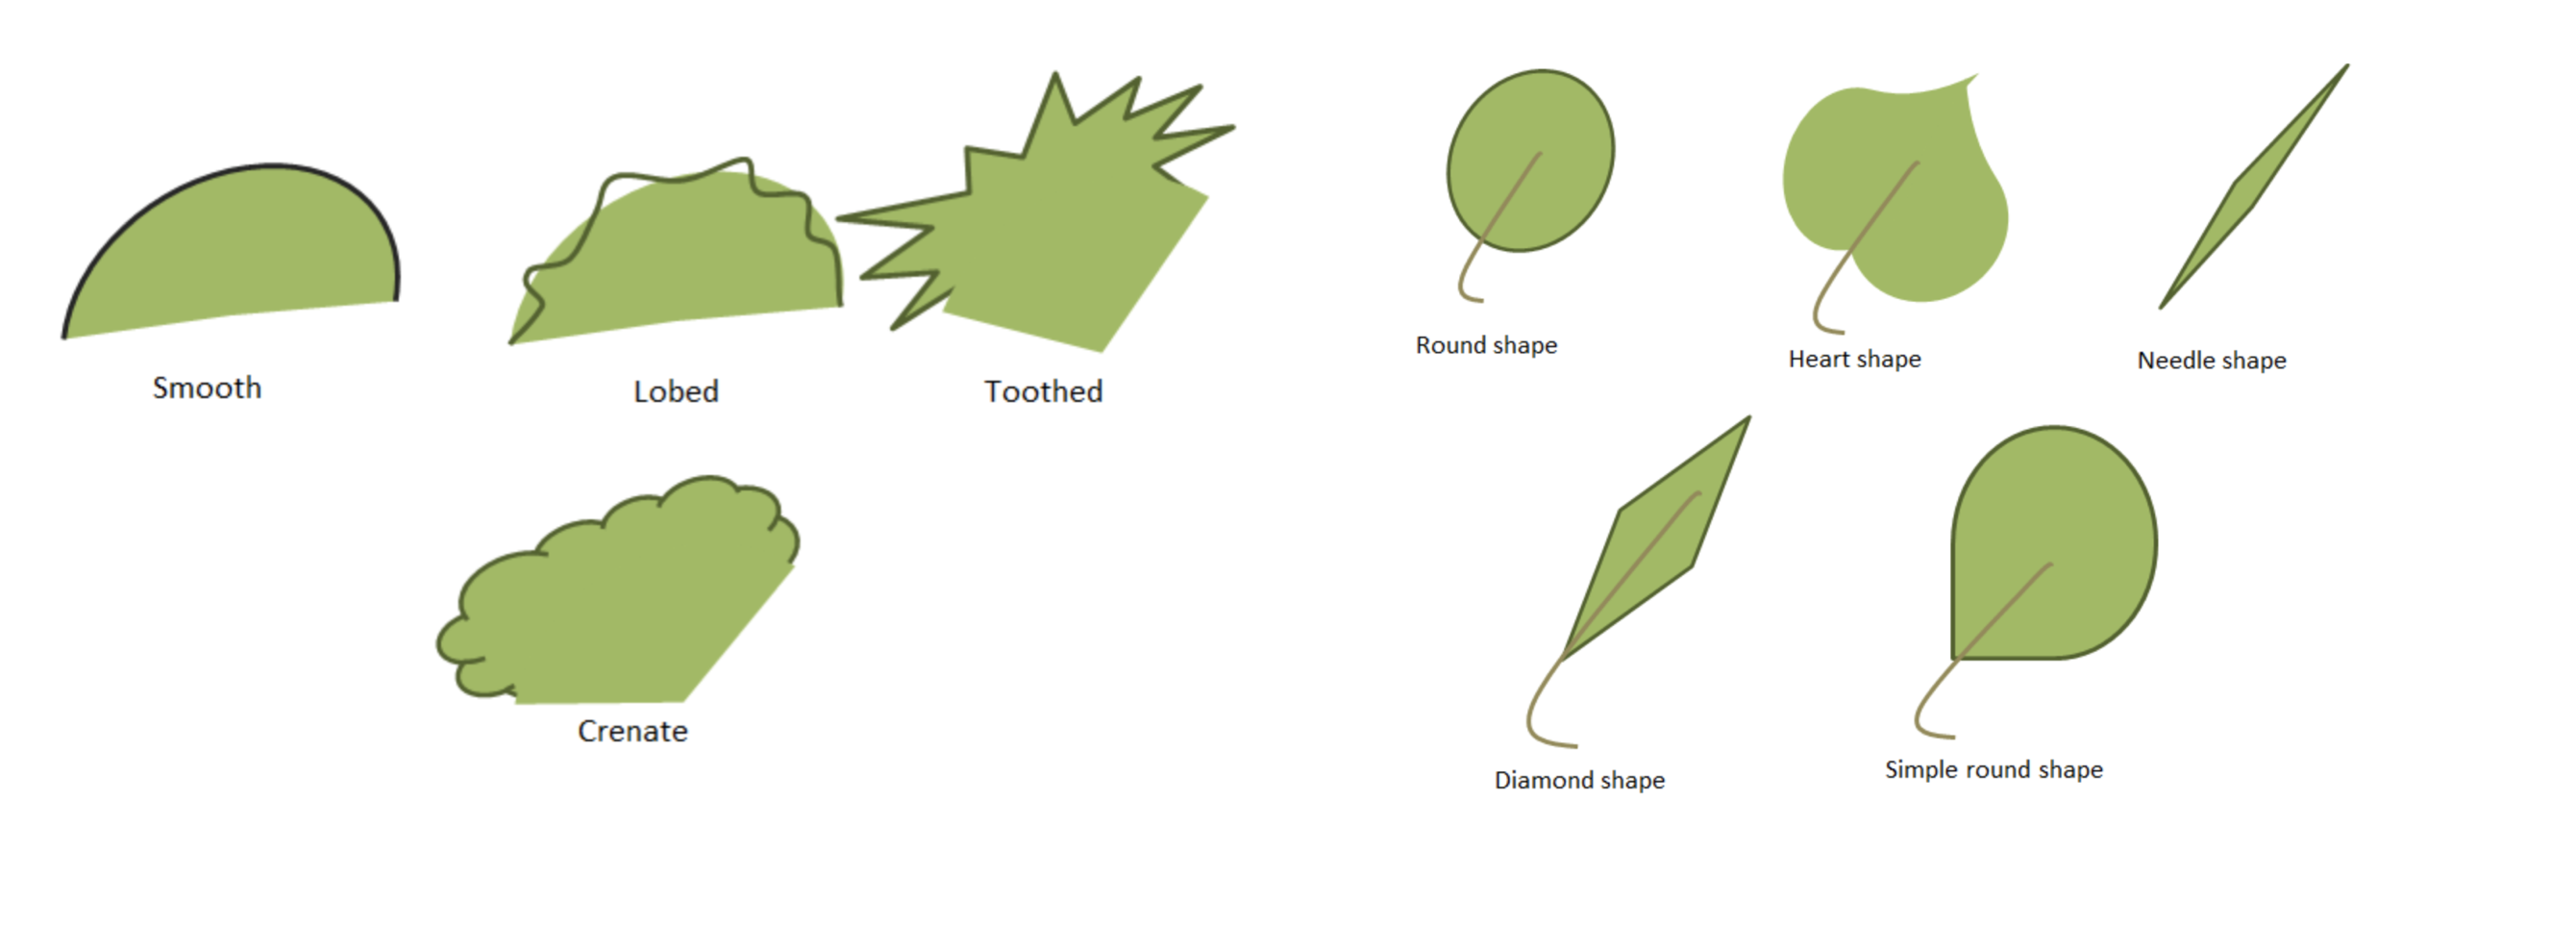 Smooth
Lobed
Toothed
Crenate
Round shape
Heart shape
Needle shape
Diamond shape
Simple round shape